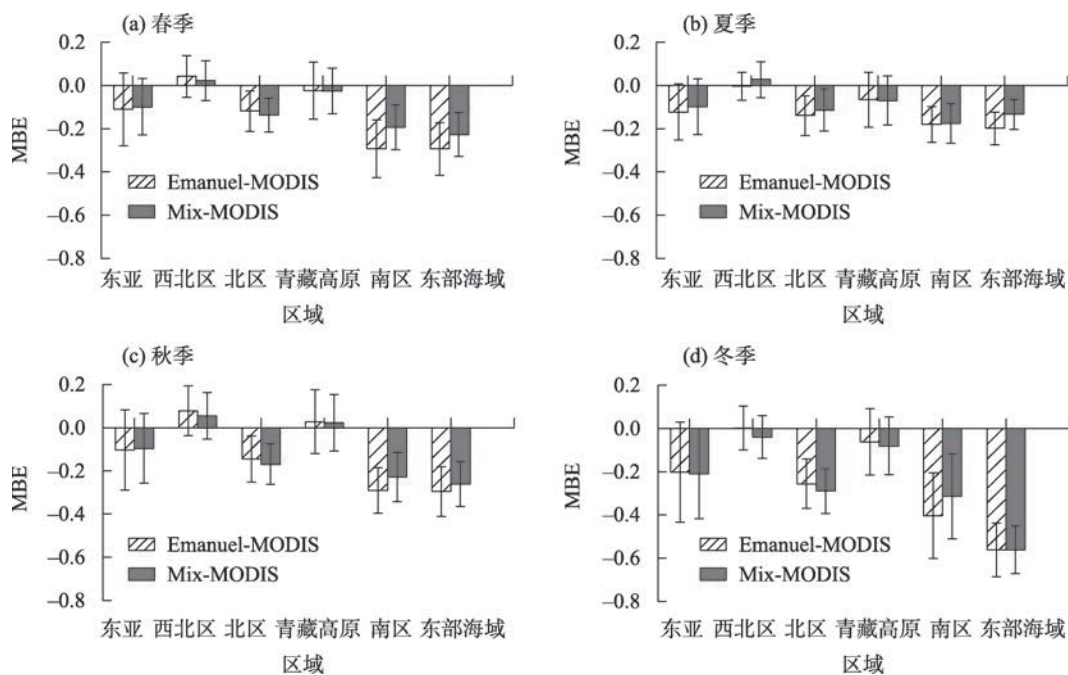 (a) 春季
0.2
0.0
–0.2
–0.4
–0.6
–0.8
MBE
Emanuel-MODIS
Mix-MODIS
东亚 西北区 北区 青藏高原 南区 东部海域
区域
(b) 夏季
0.2
0.0
–0.2
–0.4
–0.6
–0.8
MBE
Emanuel-MODIS
Mix-MODIS
东亚 西北区 北区 青藏高原 南区 东部海域
区域
(c) 秋季
0.2
0.0
–0.2
–0.4
–0.6
–0.8
MBE
Emanuel-MODIS
Mix-MODIS
东亚 西北区 北区 青藏高原 南区 东部海域
区域
(d) 冬季
0.2
0.0
–0.2
–0.4
–0.6
–0.8
MBE
Emanuel-MODIS
Mix-MODIS
东亚 西北区 北区 青藏高原 南区 东部海域
区域